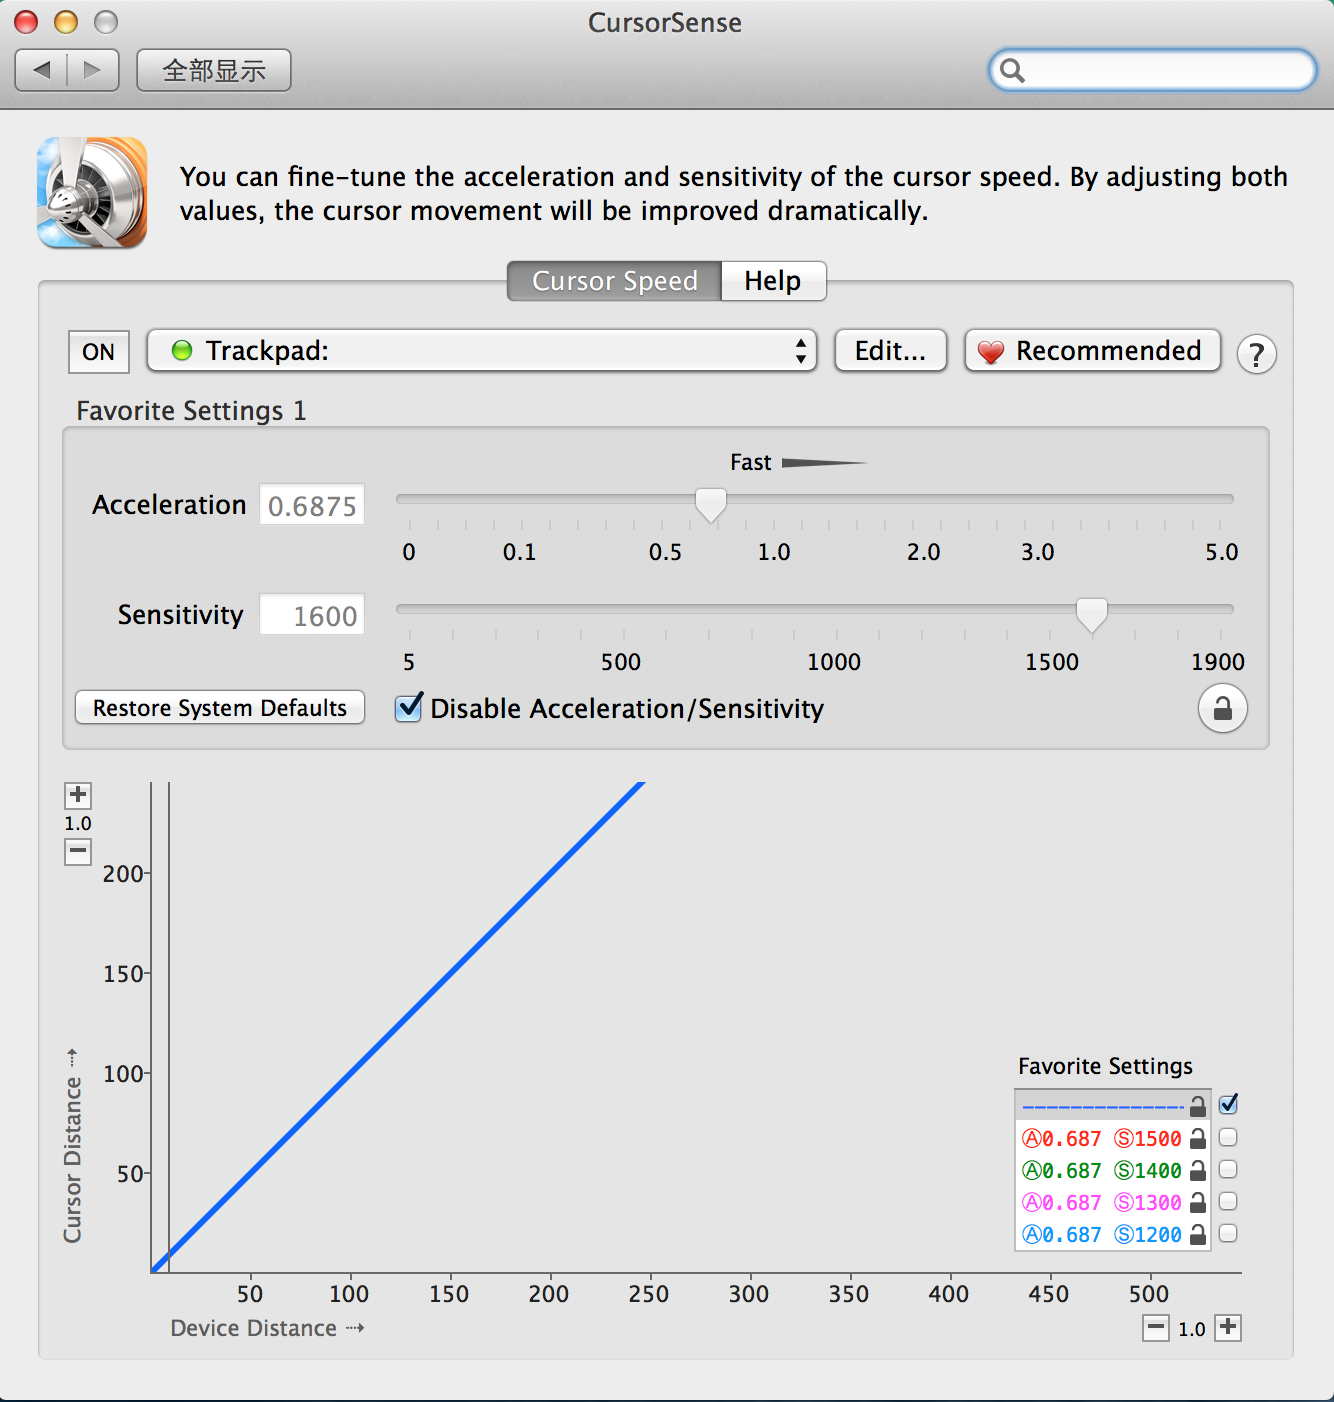 CursorSense
全部显示
You can fine-tune the acceleration and sensitivity of the cursor speed. By adjusting both
values, the cursor movement will be improved dramatically.
Cursor Speed Help
ON Trackpad: Edit... Recommended ?
Favorite Settings 1
Fast
Acceleration 0.6875
0 0.1 0.5 1.0 2.0 3.0 5.0
Sensitivity 1600
5 500 1000 1500 1900
Restore System Defaults Disable Acceleration/Sensitivity
+
1.0
−
200
150
100
50
Cursor Distance ⇢
Favorite Settings
Ⓐ0.687 Ⓢ1500
Ⓐ0.687 Ⓢ1400
Ⓐ0.687 Ⓢ1300
Ⓐ0.687 Ⓢ1200
50 100 150 200 250 300 350 400 450 500
Device Distance ⇢
− 1.0 +